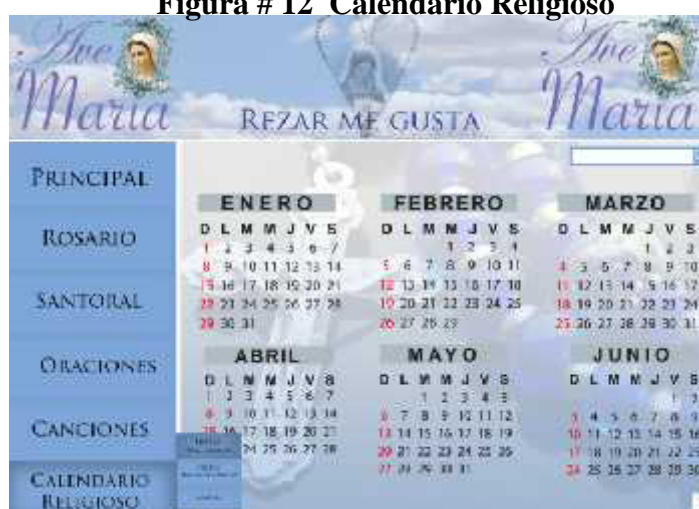 Figura # 12 Calendario Religioso
Ave
Maria
REZAR ME GUSTA
Ave
Maria
PRINCIPAL
ROSARIO
SANTORAL
ORACIONES
CANCIONES
CALENDARIO
RELIGIOSO
ENERO
D L M M J V S
1 2 3 4 5 6 7
8 9 10 11 12 13 14
15 16 17 18 19 20 21
22 23 24 25 26 27 28
29 30 31
FEBRERO
D L M M J V S
1 2 3 4
5 6 7 8 9 10 11
12 13 14 15 16 17 18
19 20 21 22 23 24 25
26 27 28 29
MARZO
D L M M J V S
1 2 3
4 5 6 7 8 9 10
11 12 13 14 15 16 17
18 19 20 21 22 23 24
25 26 27 28 29 30 31
ABRIL
D L M M J V S
1 2 3 4 5 6 7
8 9 10 11 12 13 14
15 16 17 18 19 20 21
24 25 26 27 28
MAYO
D L M M J V S
1 2 3 4 5
6 7 8 9 10 11 12
13 14 15 16 17 18 19
20 21 22 23 24 25 26
27 28 29 30 31
JUNIO
D L M M J V S
1 2
3 4 5 6 7 8 9
10 11 12 13 14 15 16
17 18 19 20 21 22 23
24 25 26 27 28 29 30